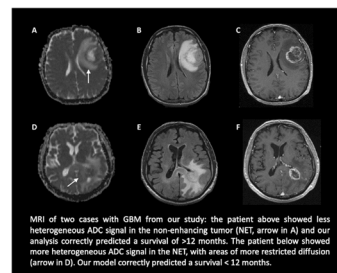 A
B
C
D
E
F
MRI of two cases with GBM from our study: the patient above showed less
heterogeneous ADC signal in the non-enhancing tumor (NET, arrow in A) and our
analysis correctly predicted a survival of >12 months. The patient below showed
more heterogeneous ADC signal in the NET, with areas of more restricted diffusion
(arrow in D). Our model correctly predicted a survival < 12 months.